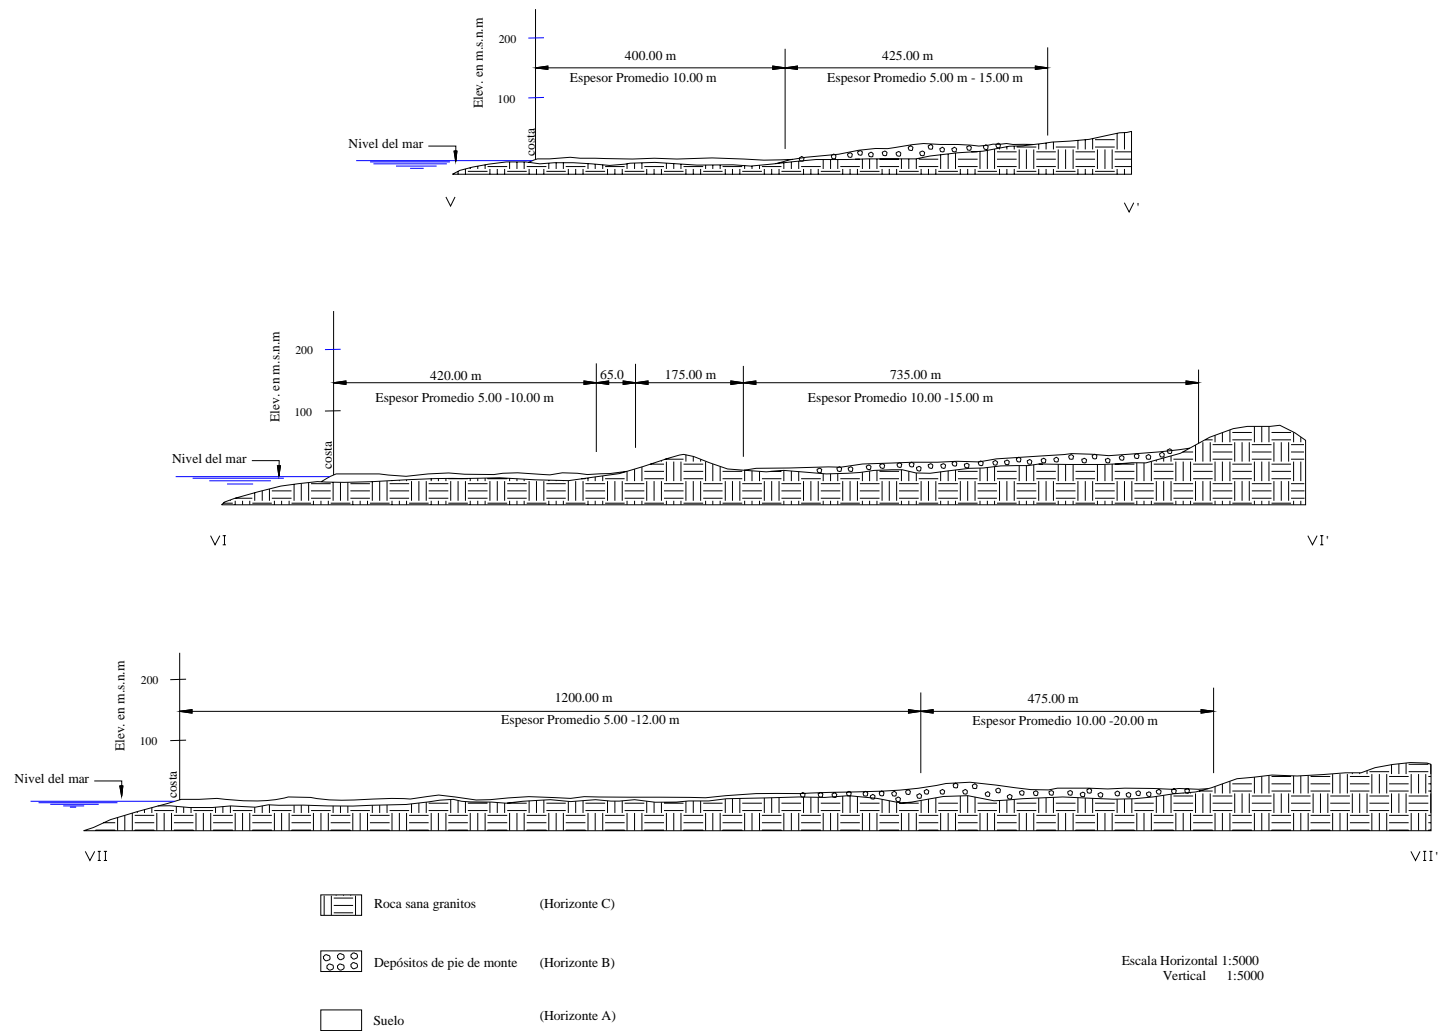 Elev. en m.s.n.m
200
100
400.00 m
425.00 m
Espesor Promedio 10.00 m
Espesor Promedio 5.00 m - 15.00 m
Nivel del mar
costa
V
V'
Elev. en m.s.n.m
200
100
420.00 m
65.0
175.00 m
735.00 m
Espesor Promedio 5.00 -10.00 m
Espesor Promedio 10.00 -15.00 m
Nivel del mar
costa
VI
VI'
Elev. en m.s.n.m
200
100
1200.00 m
475.00 m
Espesor Promedio 5.00 -12.00 m
Espesor Promedio 10.00 -20.00 m
Nivel del mar
costa
VII
VII'
Roca sana granitos (Horizonte C)
Depósitos de pie de monte (Horizonte B)
Suelo (Horizonte A)
Escala Horizontal 1:5000
Vertical 1:5000